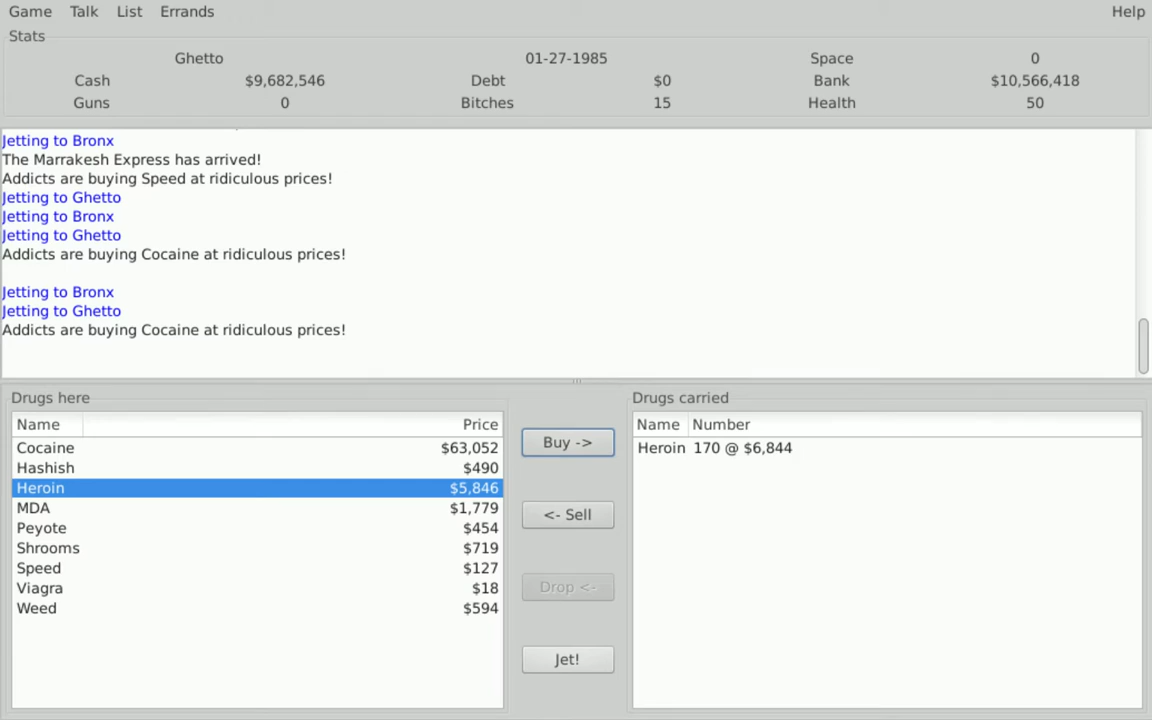 Game Talk List Errands Help
Stats
Ghetto 01-27-1985 Space 0
Cash $9,682,546 Debt $0 Bank $10,566,418
Guns 0 Bitches 15 Health 50
Jetting to Bronx
The Marrakesh Express has arrived!
Addicts are buying Speed at ridiculous prices!
Jetting to Ghetto
Jetting to Bronx
Jetting to Ghetto
Addicts are buying Cocaine at ridiculous prices!
Jetting to Bronx
Jetting to Ghetto
Addicts are buying Cocaine at ridiculous prices!
Drugs here
Name Price
Cocaine $63,052
Hashish $490
Heroin $5,846
MDA $1,779
Peyote $454
Shrooms $719
Speed $127
Viagra $18
Weed $594
Buy ->
<- Sell
Drop <-
Jet!
Drugs carried
Name Number
Heroin 170 @ $6,844